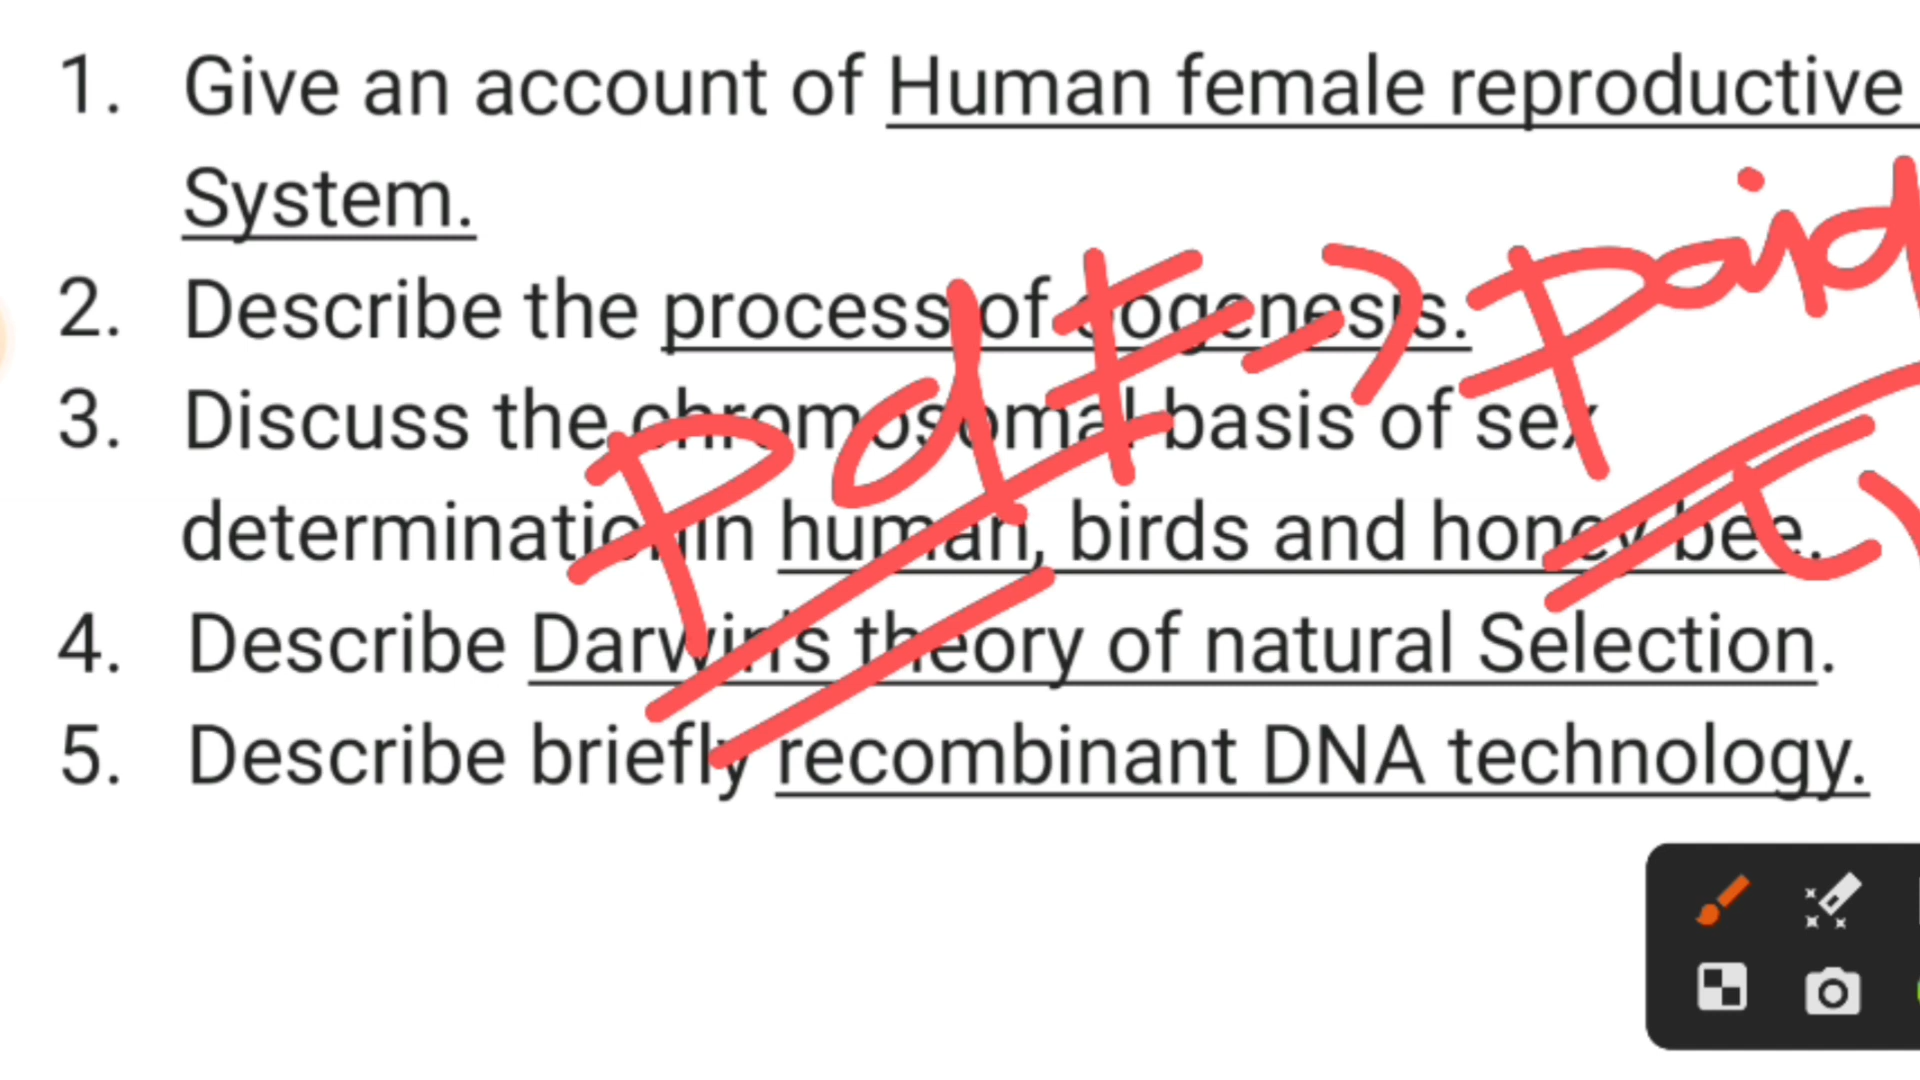 1. Give an account of Human female reproductive
System.
2. Describe the process of oogenesis.
3. Discuss the chromosomal basis of sex
determination in human, birds and honey bee.
4. Describe Darwin's theory of natural Selection.
5. Describe briefly recombinant DNA technology.
Pdf → Paid